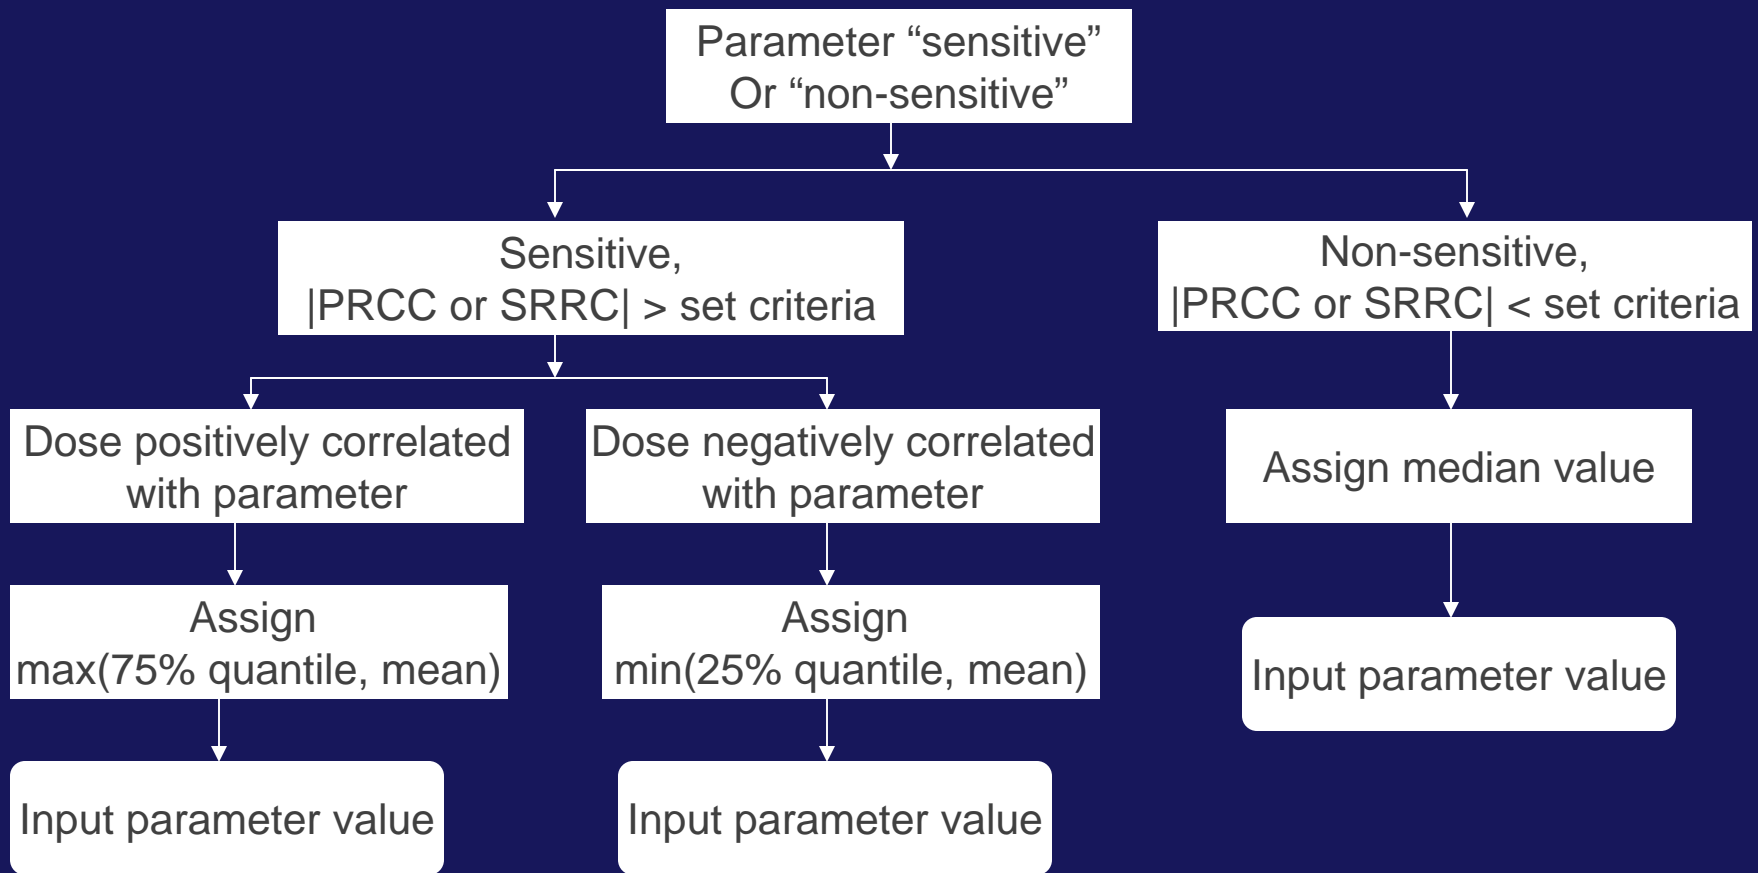 Parameter “sensitive”
Or “non-sensitive”
Sensitive,
|PRCC or SRRC| > set criteria
Non-sensitive,
|PRCC or SRRC| < set criteria
Dose positively correlated
with parameter
Dose negatively correlated
with parameter
Assign median value
Assign
max(75% quantile, mean)
Assign
min(25% quantile, mean)
Input parameter value
Input parameter value
Input parameter value